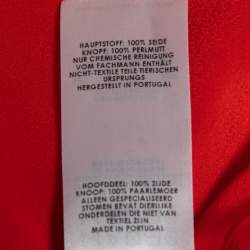 HAUPTSTOFF: 100% SEIDE
KNOPF: 100% PERLMUTT
NUR CHEMISCHE REINIGUNG
VOM FACHMANN ENTHÄLT
NICHT-TEXTILE TEILE TIERISCHEN
URSPRUNGS
HERGESTELLT IN PORTUGAL
HOOFDDEEL: 100% ZIJDE
KNOOP: 100% PAARLEMOER
ALLEEN GESPECIALISEERD
STOMEN BEVAT DIERLIJKE
ONDERDELEN DIE NIET VAN
TEXTIEL ZIJN
MADE IN PORTUGAL